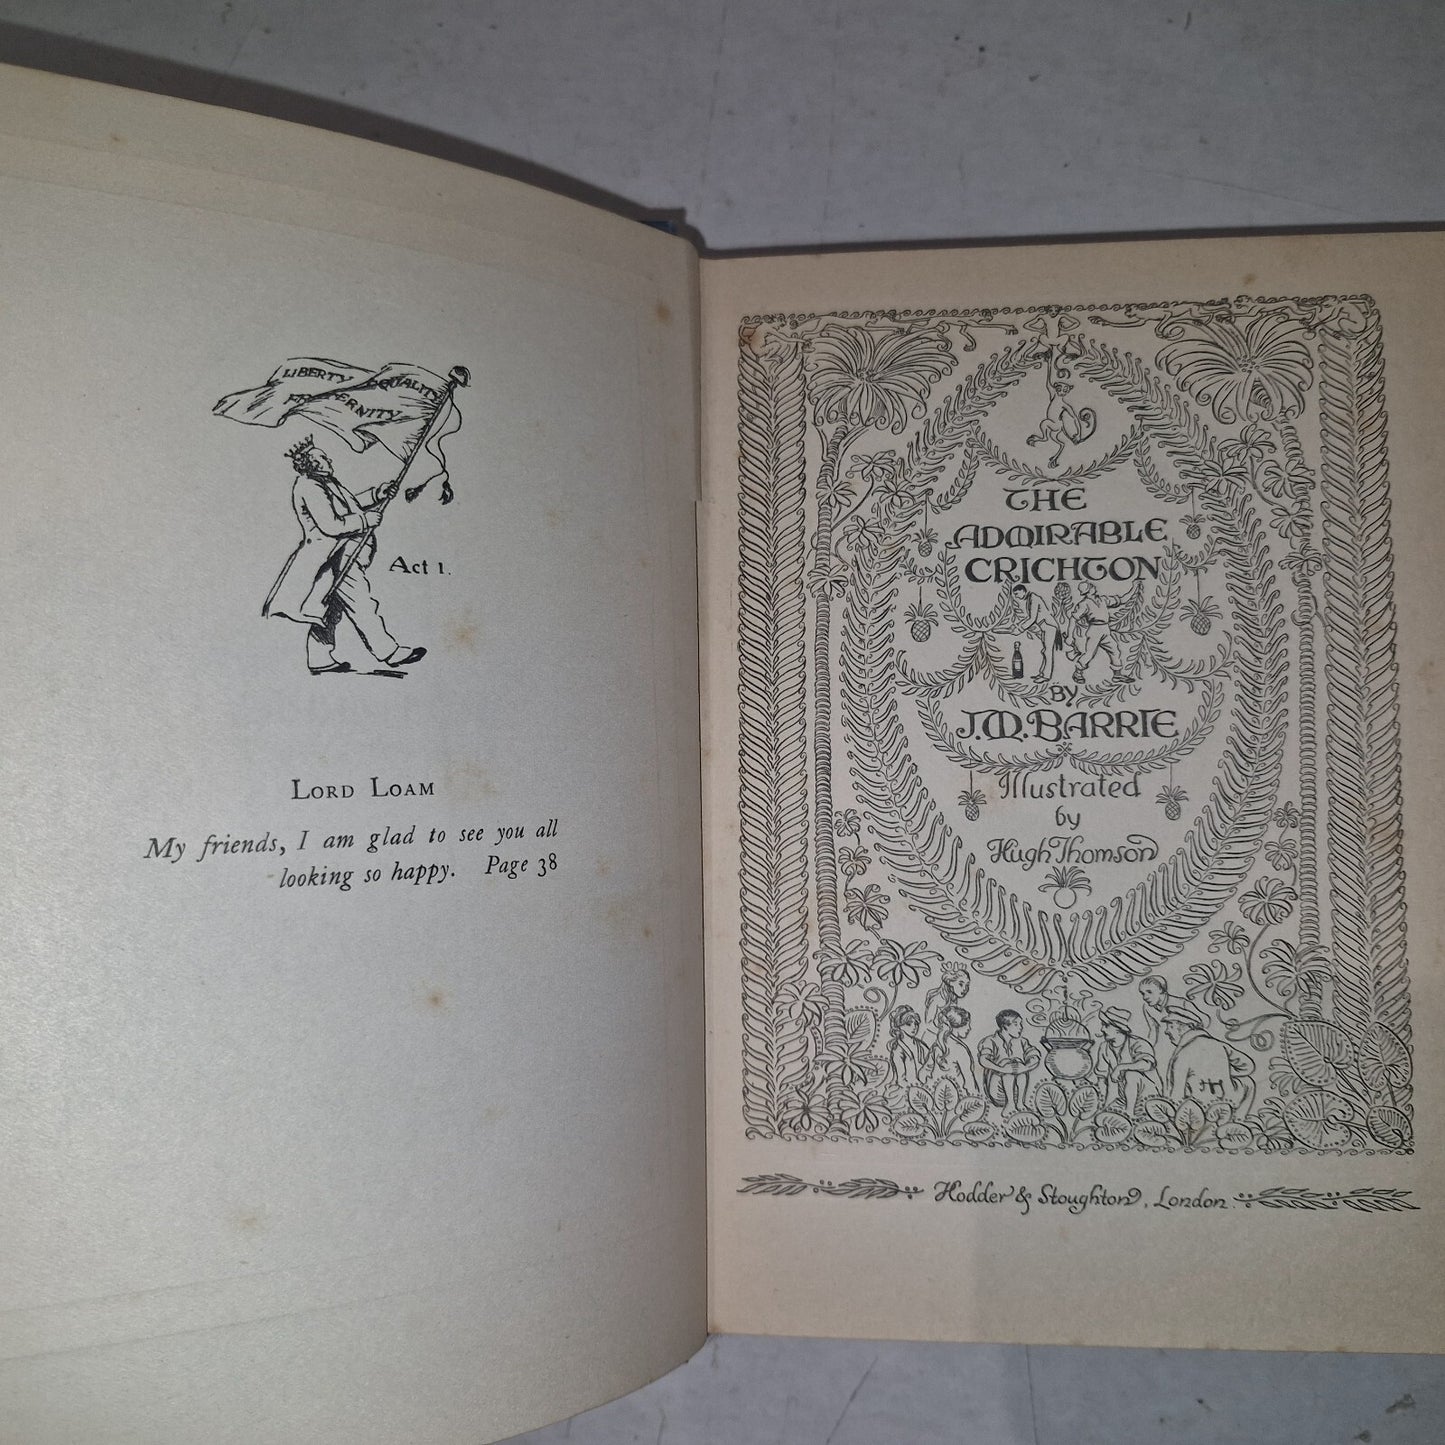 LIBERTY EQUALITY
FRATERNITY
Act 1.
LORD LOAM
My friends, I am glad to see you all
looking so happy. Page 38
THE
ADMIRABLE
CRICHTON
BY
J. M. BARRIE
Illustrated
by
Hugh Thomson
Hodder & Stoughton, London.